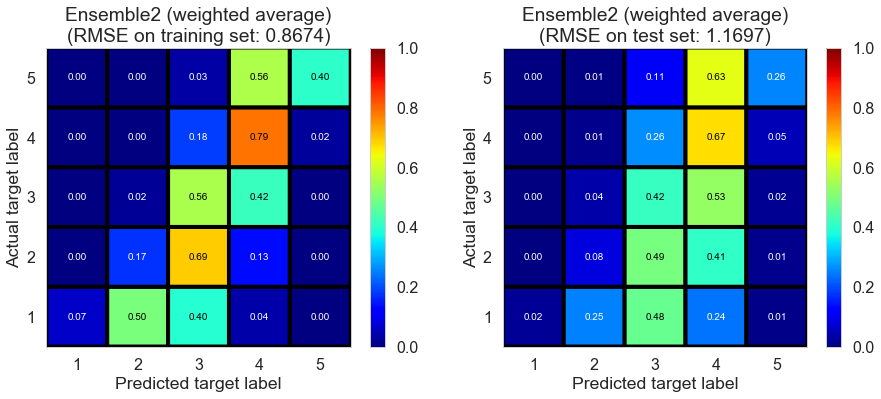 Ensemble2 (weighted average)
(RMSE on training set: 0.8674)
Actual target label
5 0.00 0.00 0.03 0.56 0.40
4 0.00 0.00 0.18 0.79 0.02
3 0.00 0.02 0.56 0.42 0.00
2 0.00 0.17 0.69 0.13 0.00
1 0.07 0.50 0.40 0.04 0.00
1 2 3 4 5
Predicted target label
1.0
0.8
0.6
0.4
0.2
0.0
Ensemble2 (weighted average)
(RMSE on test set: 1.1697)
Actual target label
5 0.00 0.01 0.11 0.63 0.26
4 0.00 0.01 0.26 0.67 0.05
3 0.00 0.04 0.42 0.53 0.02
2 0.00 0.08 0.49 0.41 0.01
1 0.02 0.25 0.48 0.24 0.01
1 2 3 4 5
Predicted target label
1.0
0.8
0.6
0.4
0.2
0.0